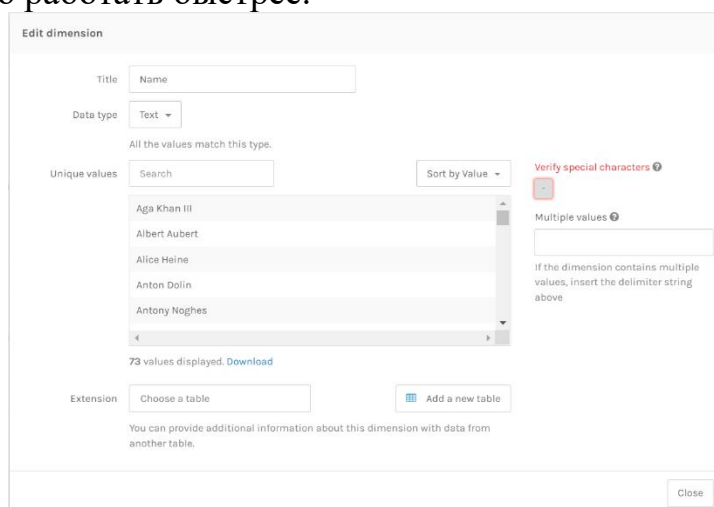 работать быстрее.
Edit dimension
Title Name
Data type Text
All the values match this type.
Unique values Search Sort by Value Verify special characters ?
-
Aga Khan III
Multiple values ?
Albert Aubert
Alice Heine
If the dimension contains multiple
values, insert the delimiter string
above
Anton Dolin
Antony Noghes
73 values displayed. Download
Extension Choose a table Add a new table
You can provide additional information about this dimension with data from
another table.
Close